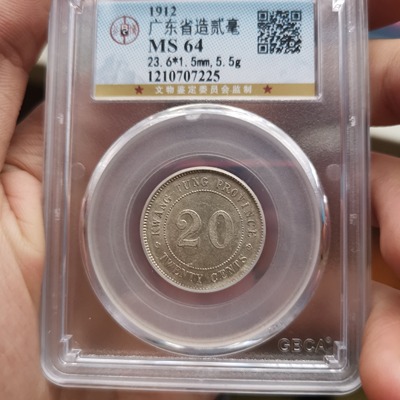 1912
广东省造贰毫
MS 64
23.6*1.5mm,5.5g
1210707225
★ ★ ★ 文物鉴定委员会监制 ★ ★ ★
KWANG-TUNG PROVINCE
20
TWENTY CENTS
GBCA